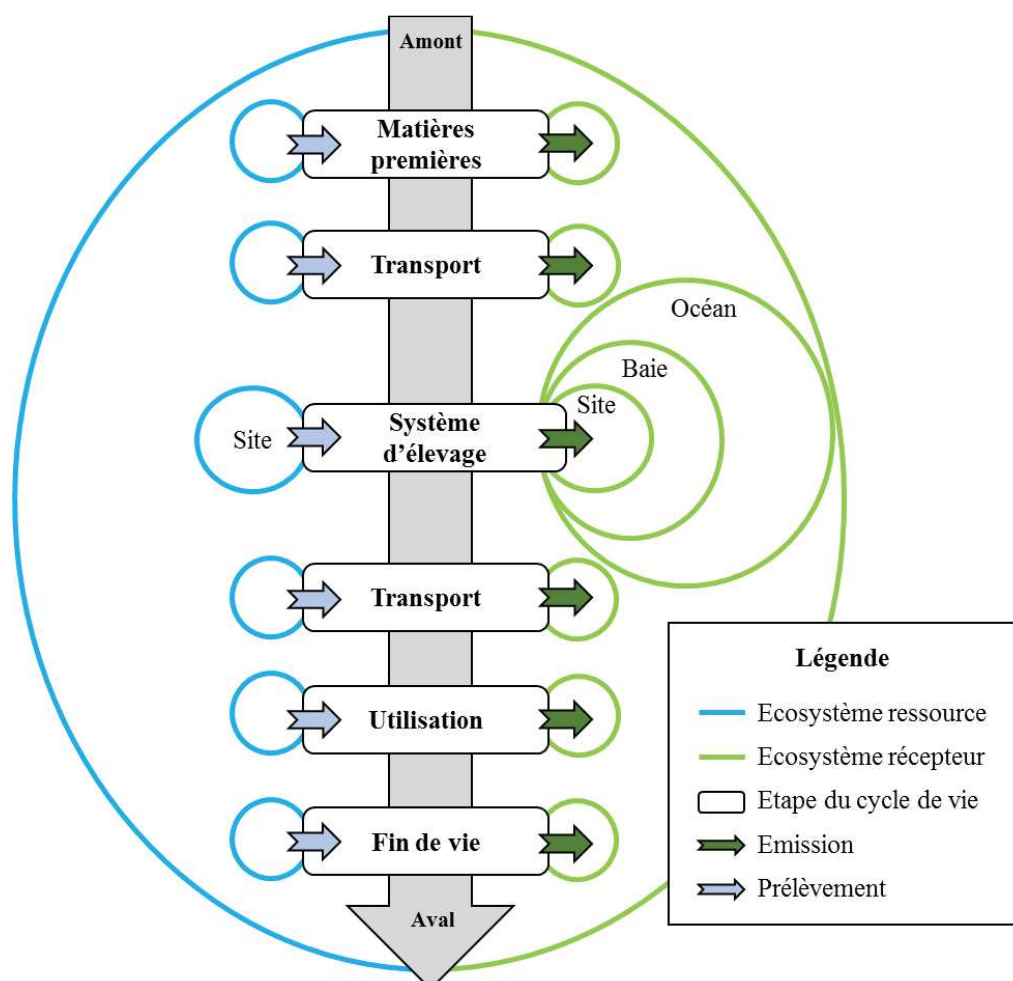 Amont
Matières
premières
Transport
Océan
Baie
Site
Site
Système
d’élevage
Transport
Utilisation
Fin de vie
Aval
Légende
Ecosystème ressource
Ecosystème récepteur
Etape du cycle de vie
Emission
Prélèvement